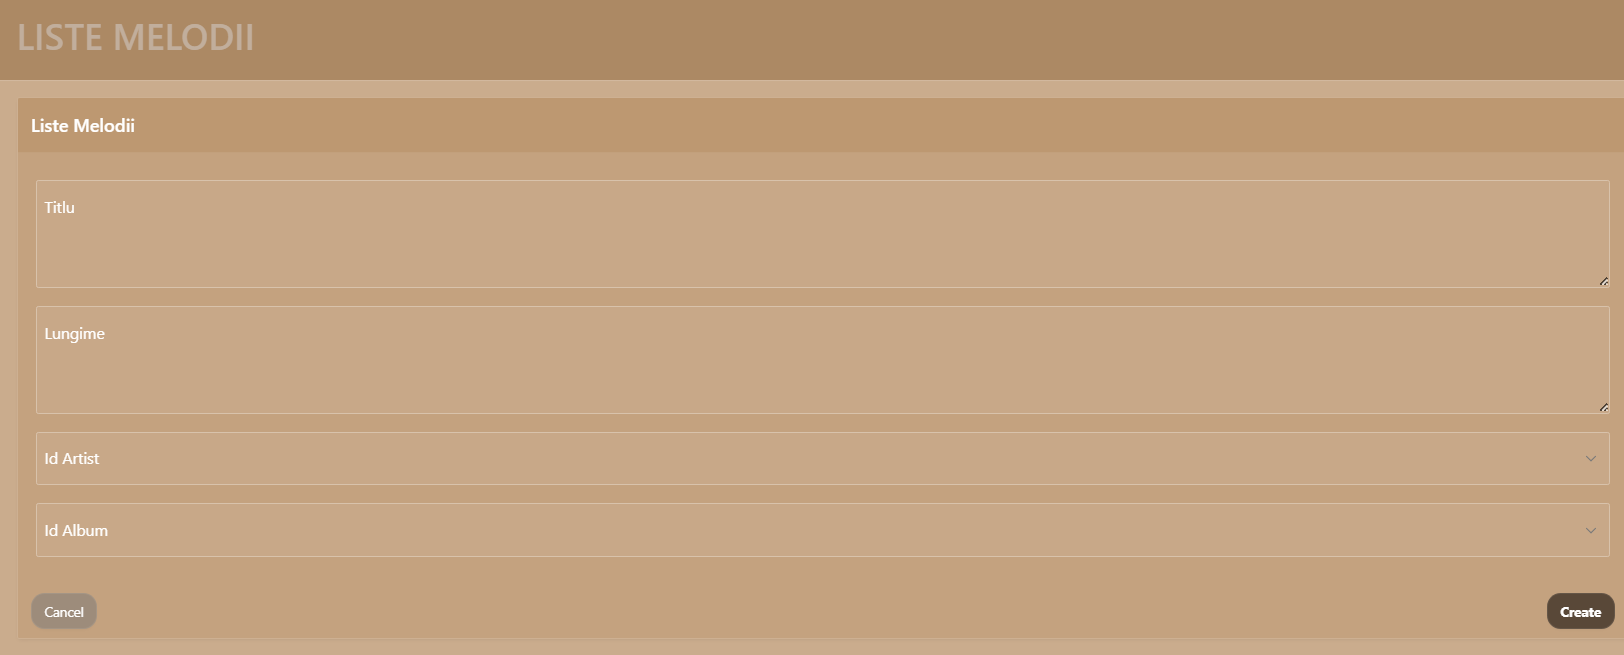 LISTE MELODII
Liste Melodii
Titlu
Lungime
Id Artist
Id Album
Cancel
Create